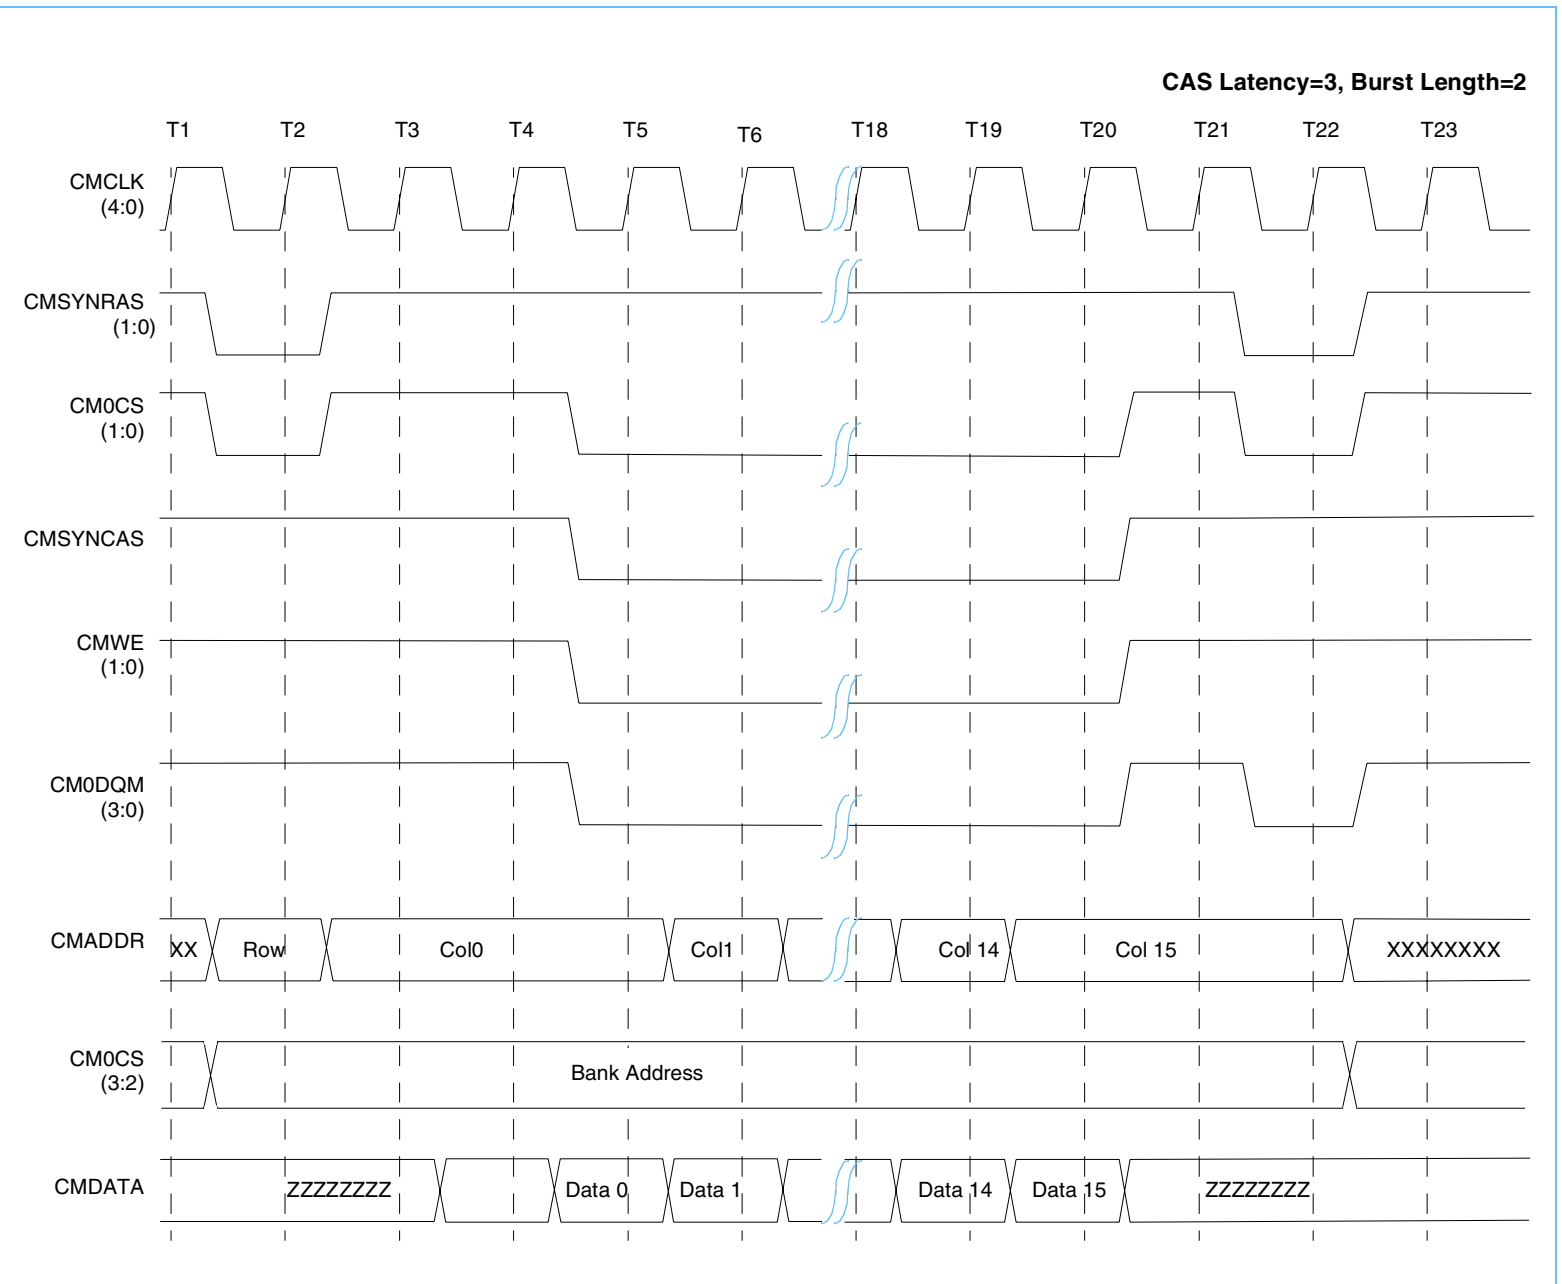 CAS Latency=3, Burst Length=2
T1 T2 T3 T4 T5 T6 T18 T19 T20 T21 T22 T23
CMCLK
(4:0)
CMSYNRAS
(1:0)
CM0CS
(1:0)
CMSYNCAS
CMWE
(1:0)
CM0DQM
(3:0)
CMADDR XX Row Col0 Col1 Col 14 Col 15 XXXXXXXX
CM0CS
(3:2)
Bank Address
CMDATA ZZZZZZZZ Data 0 Data 1 Data 14 Data 15 ZZZZZZZZ